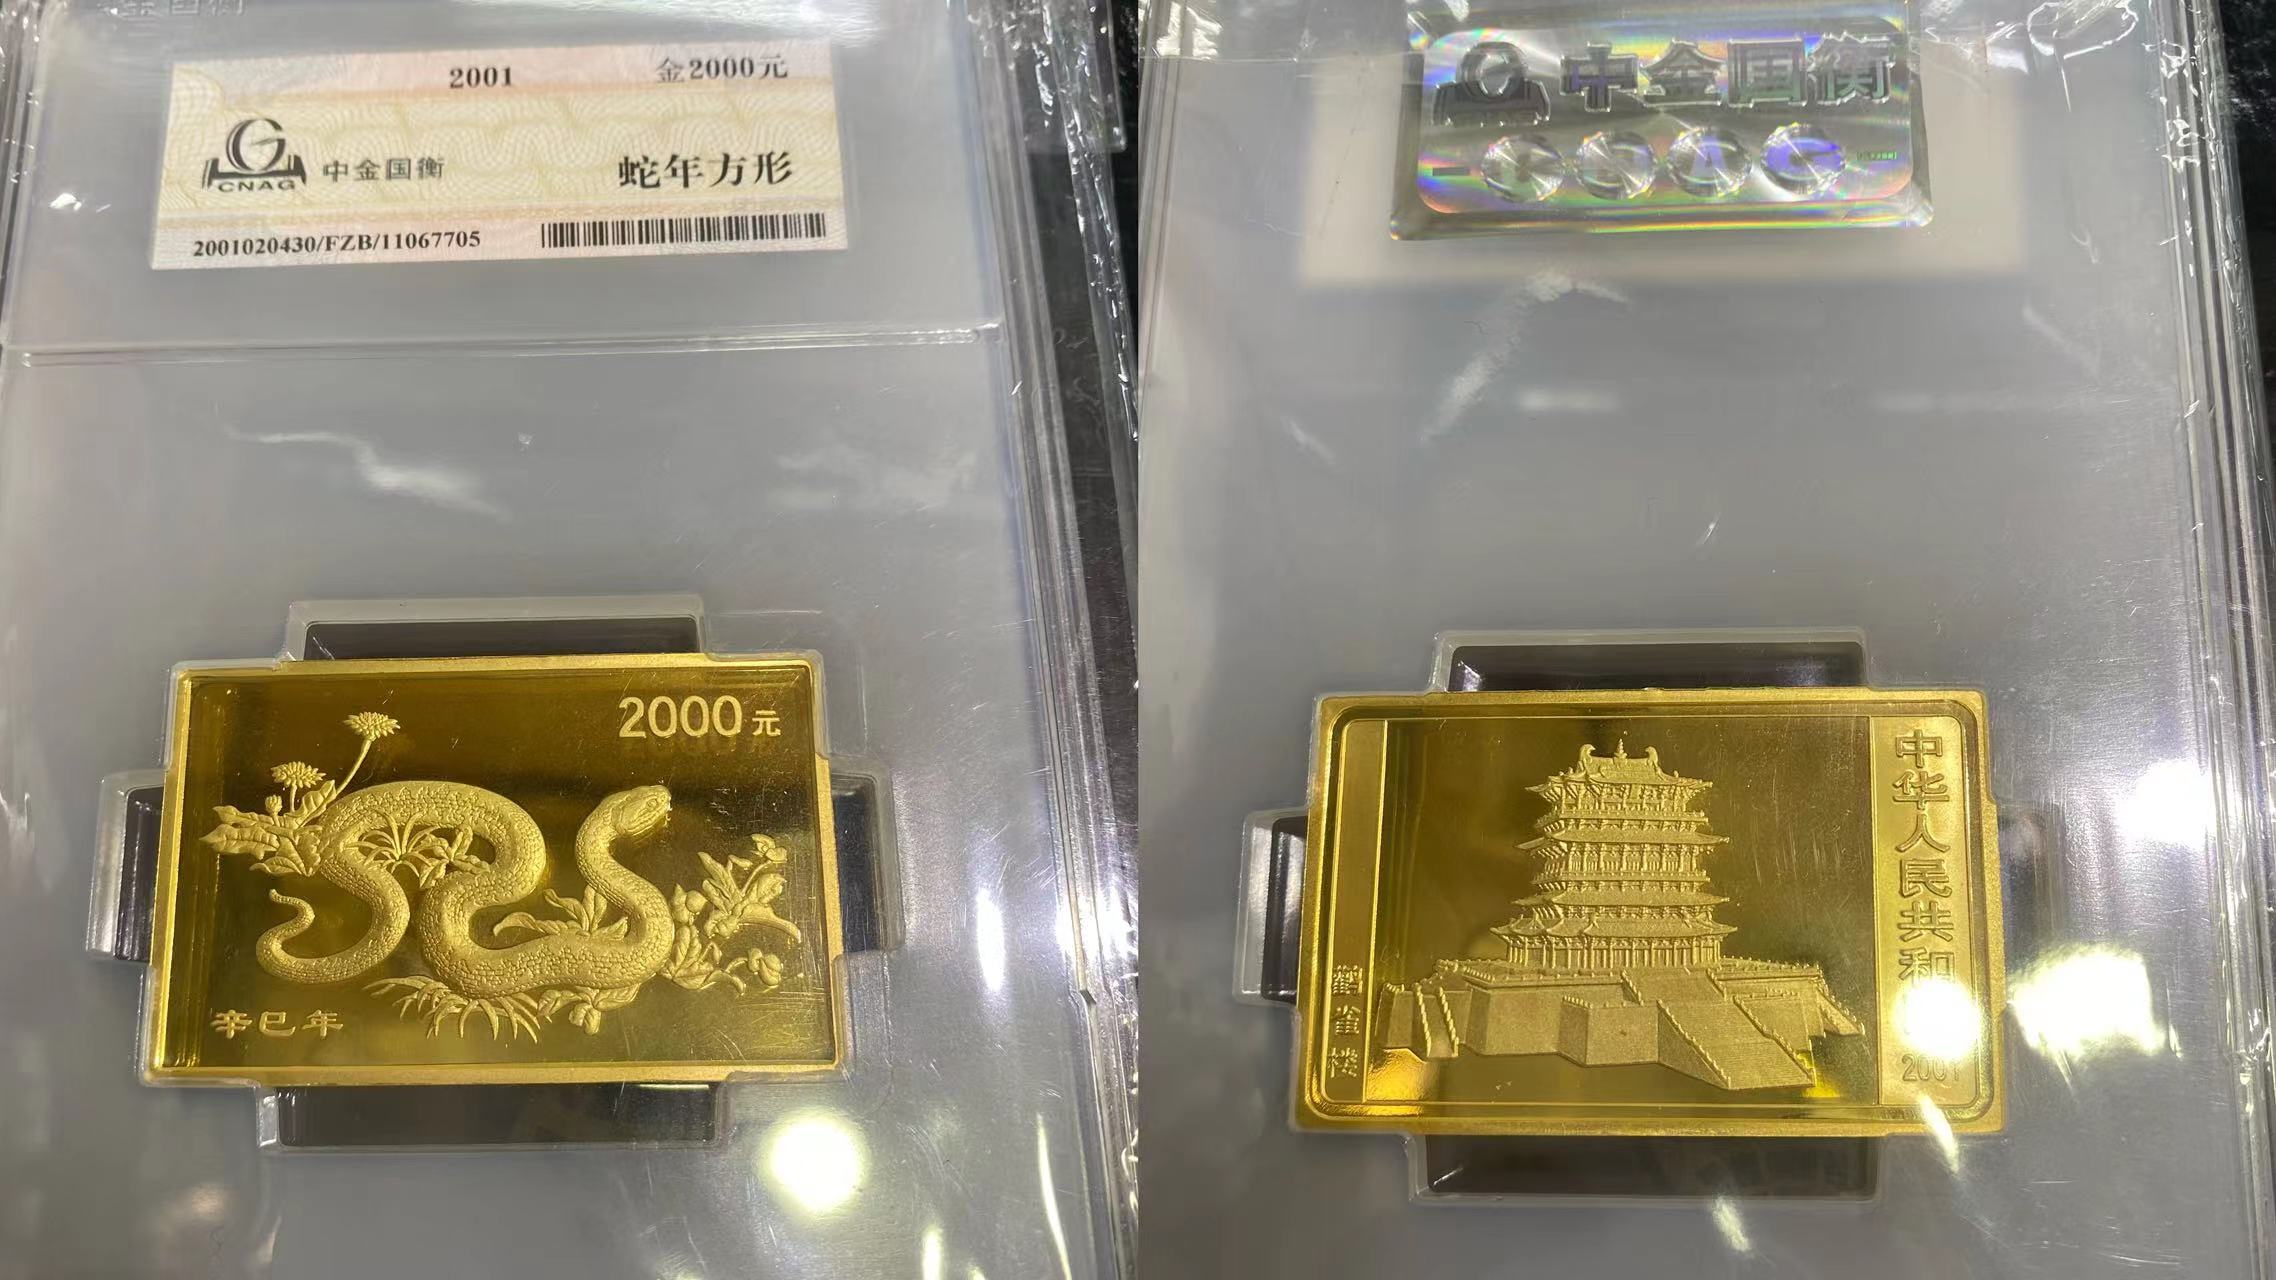 2001 金2000元
CNAG 中金国衡 蛇年方形
2001020430/FZB/11067705
2000元
辛巳年
中金国衡
CNAG
中华人民共和
2001
鹳雀楼